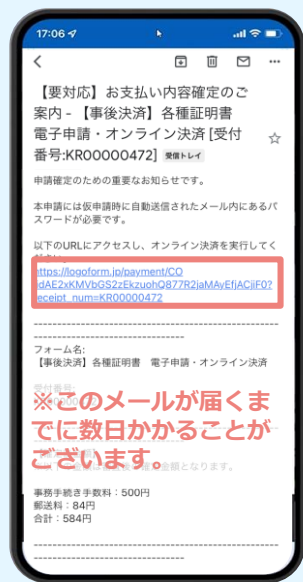 17:06
【要対応】お支払い内容確定のご
案内 - 【事後決済】各種証明書
電子申請・オンライン決済 [受付
番号:KR00000472] 受信トレイ
申請確定のための重要なお知らせです。
本申請には仮申請時に自動送信されたメール内にあるパ
スワードが必要です。
以下のURLにアクセスし、オンライン決済を実行してく
https://logoform.jp/payment/CO
dAE2xKMVbGS2zEkzuohQ877R2jaMAvEfjACjiF0?
receipt_num=KR00000472
フォーム名:
【事後決済】各種証明書 電子申請・オンライン決済
受付番号:
※このメールが届くま
でに数日かかることが
ございます。
事務手続き手数料：500円
郵送料：84円
合計：584円